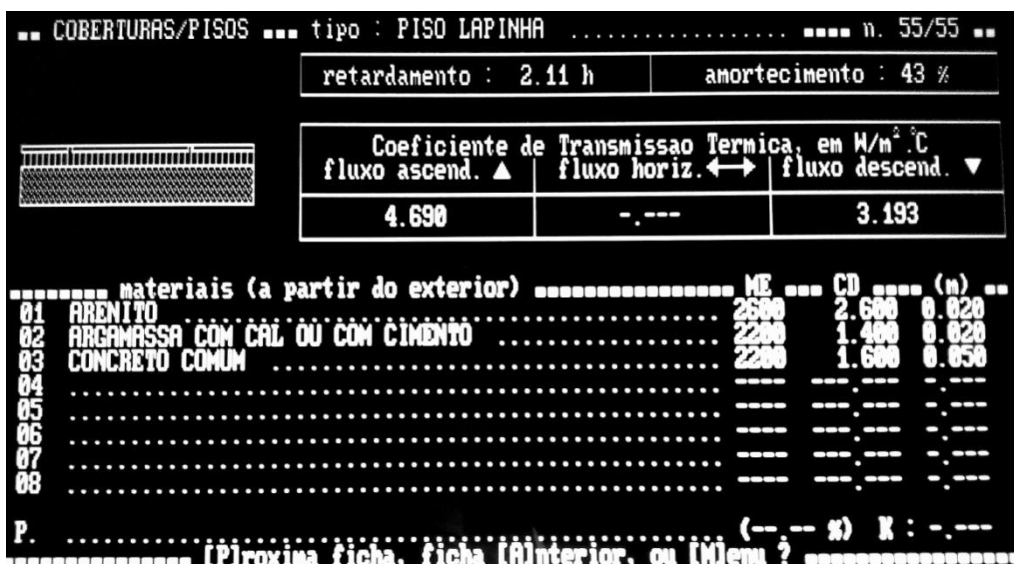 COBERTURAS/PISOS tipo : PISO LAPINHA .................. n. 55/55
retardamento : 2.11 h amortecimento : 43 %
Coeficiente de Transmissao Termica, em W/m².°C
fluxo ascend. ▲ fluxo horiz. ↔ fluxo descend. ▼
4.690 -.--- 3.193
materiais (a partir do exterior) ME CD (m)
01 ARENITO .......................................... 2600 2.600 0.020
02 ARGAMASSA COM CAL OU COM CIMENTO ................. 2200 1.400 0.020
03 CONCRETO COMUM ................................... 2200 1.600 0.050
04 .................................................. ---- ---.--- -.---
05 .................................................. ---- ---.--- -.---
06 .................................................. ---- ---.--- -.---
07 .................................................. ---- ---.--- -.---
08 .................................................. ---- ---.--- -.---
P. .................................................. (--.-- %) K : -.---
[P]roxima ficha, ficha [A]nterior, ou [M]enu ?